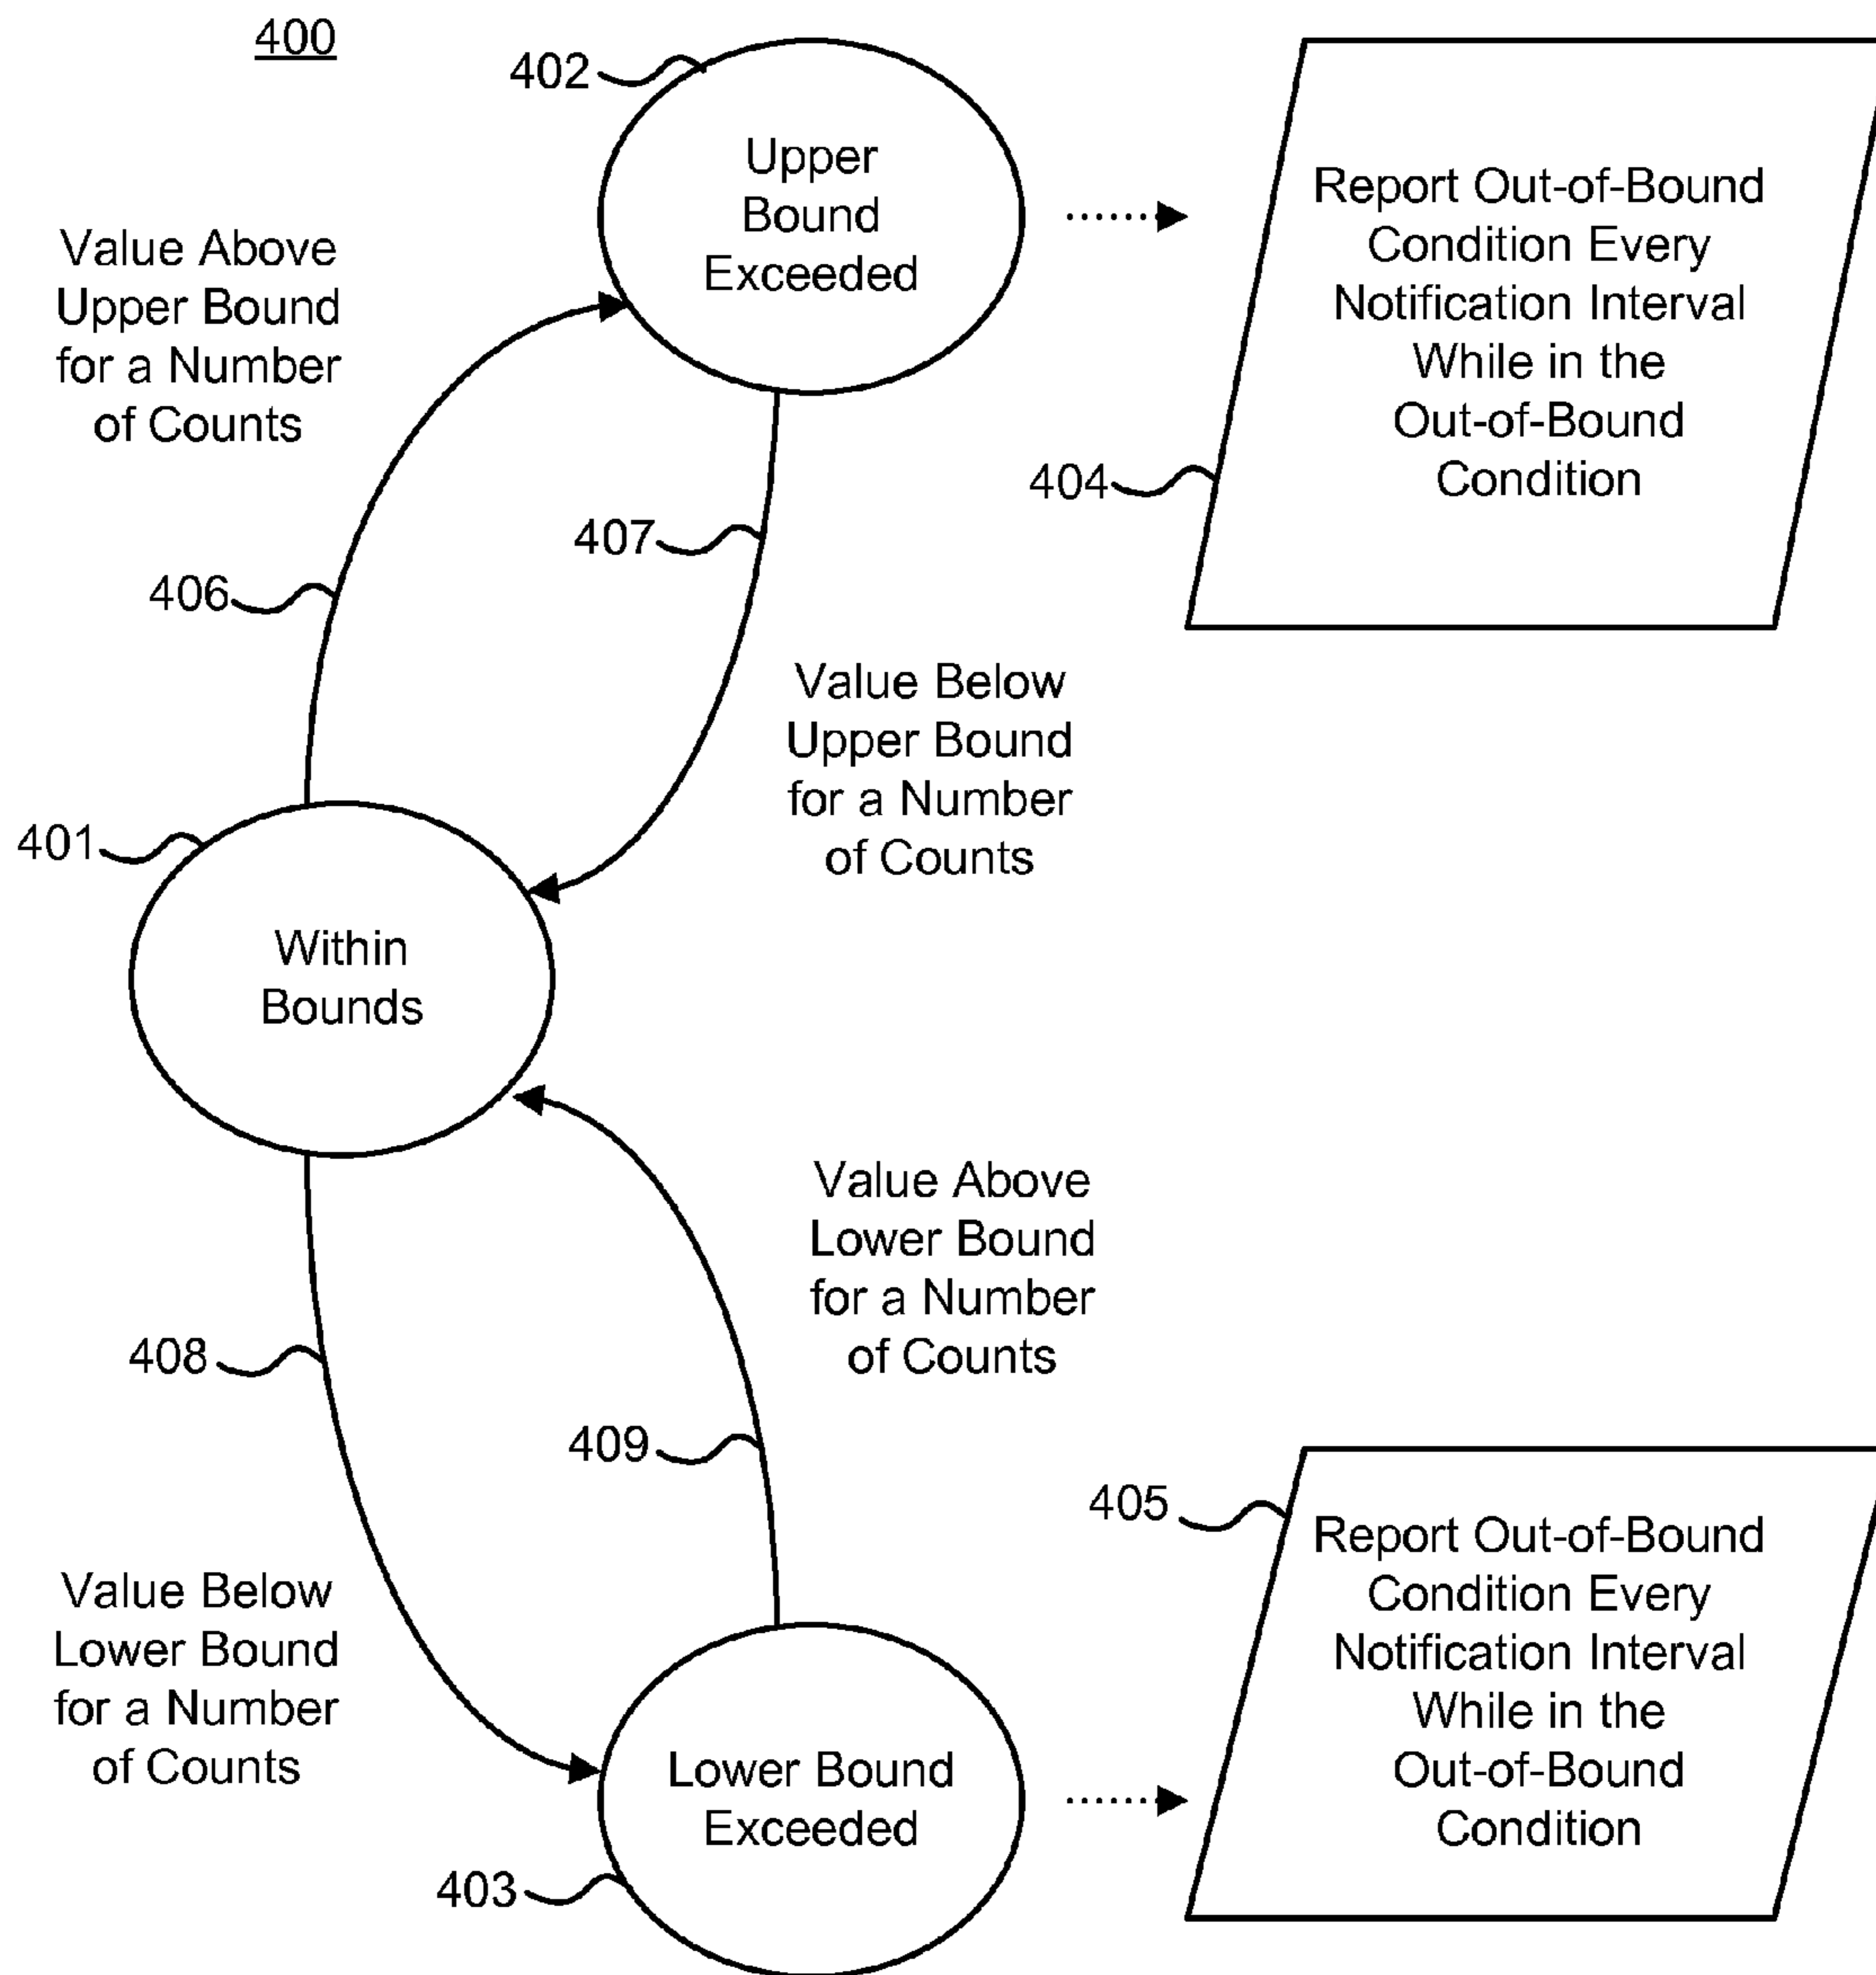 400
402
Upper
Bound
Exceeded
Report Out-of-Bound
Condition Every
Notification Interval
While in the
Out-of-Bound
Condition
404
Value Above
Upper Bound
for a Number
of Counts
406
407
Value Below
Upper Bound
for a Number
of Counts
401
Within
Bounds
Value Above
Lower Bound
for a Number
of Counts
408
409
Value Below
Lower Bound
for a Number
of Counts
Lower Bound
Exceeded
403
405
Report Out-of-Bound
Condition Every
Notification Interval
While in the
Out-of-Bound
Condition